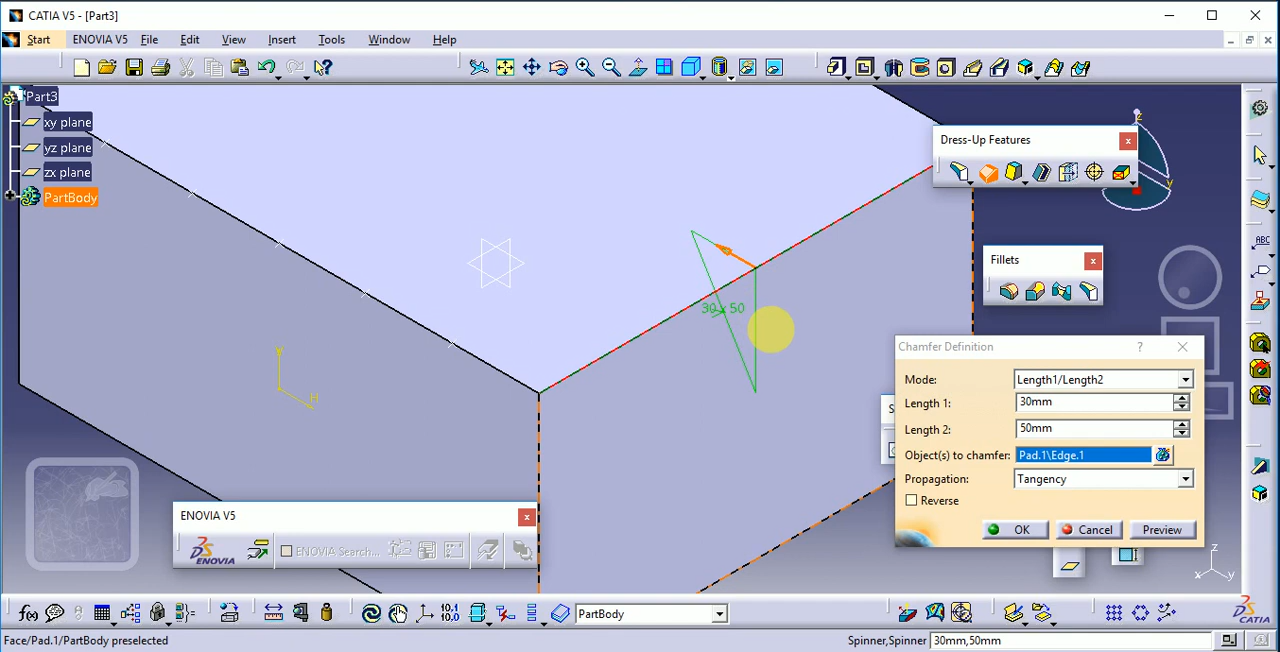 CATIA V5 - [Part3]
Start ENOVIA V5 File Edit View Insert Tools Window Help
Part3
xy plane
yz plane
zx plane
PartBody
Dress-Up Features
z
y
Fillets
ABC
30 x 50
Y
H
Chamfer Definition ?
Mode: Length1/Length2
Length 1: 30mm
Length 2: 50mm
Object(s) to chamfer: Pad.1\Edge.1
Propagation: Tangency
Reverse
OK Cancel Preview
ENOVIA V5
ENOVIA
ENOVIA Search...
z
x y
f(x)
10.1
PartBody
CATIA
Face/Pad.1/PartBody preselected
Spinner,Spinner 30mm,50mm